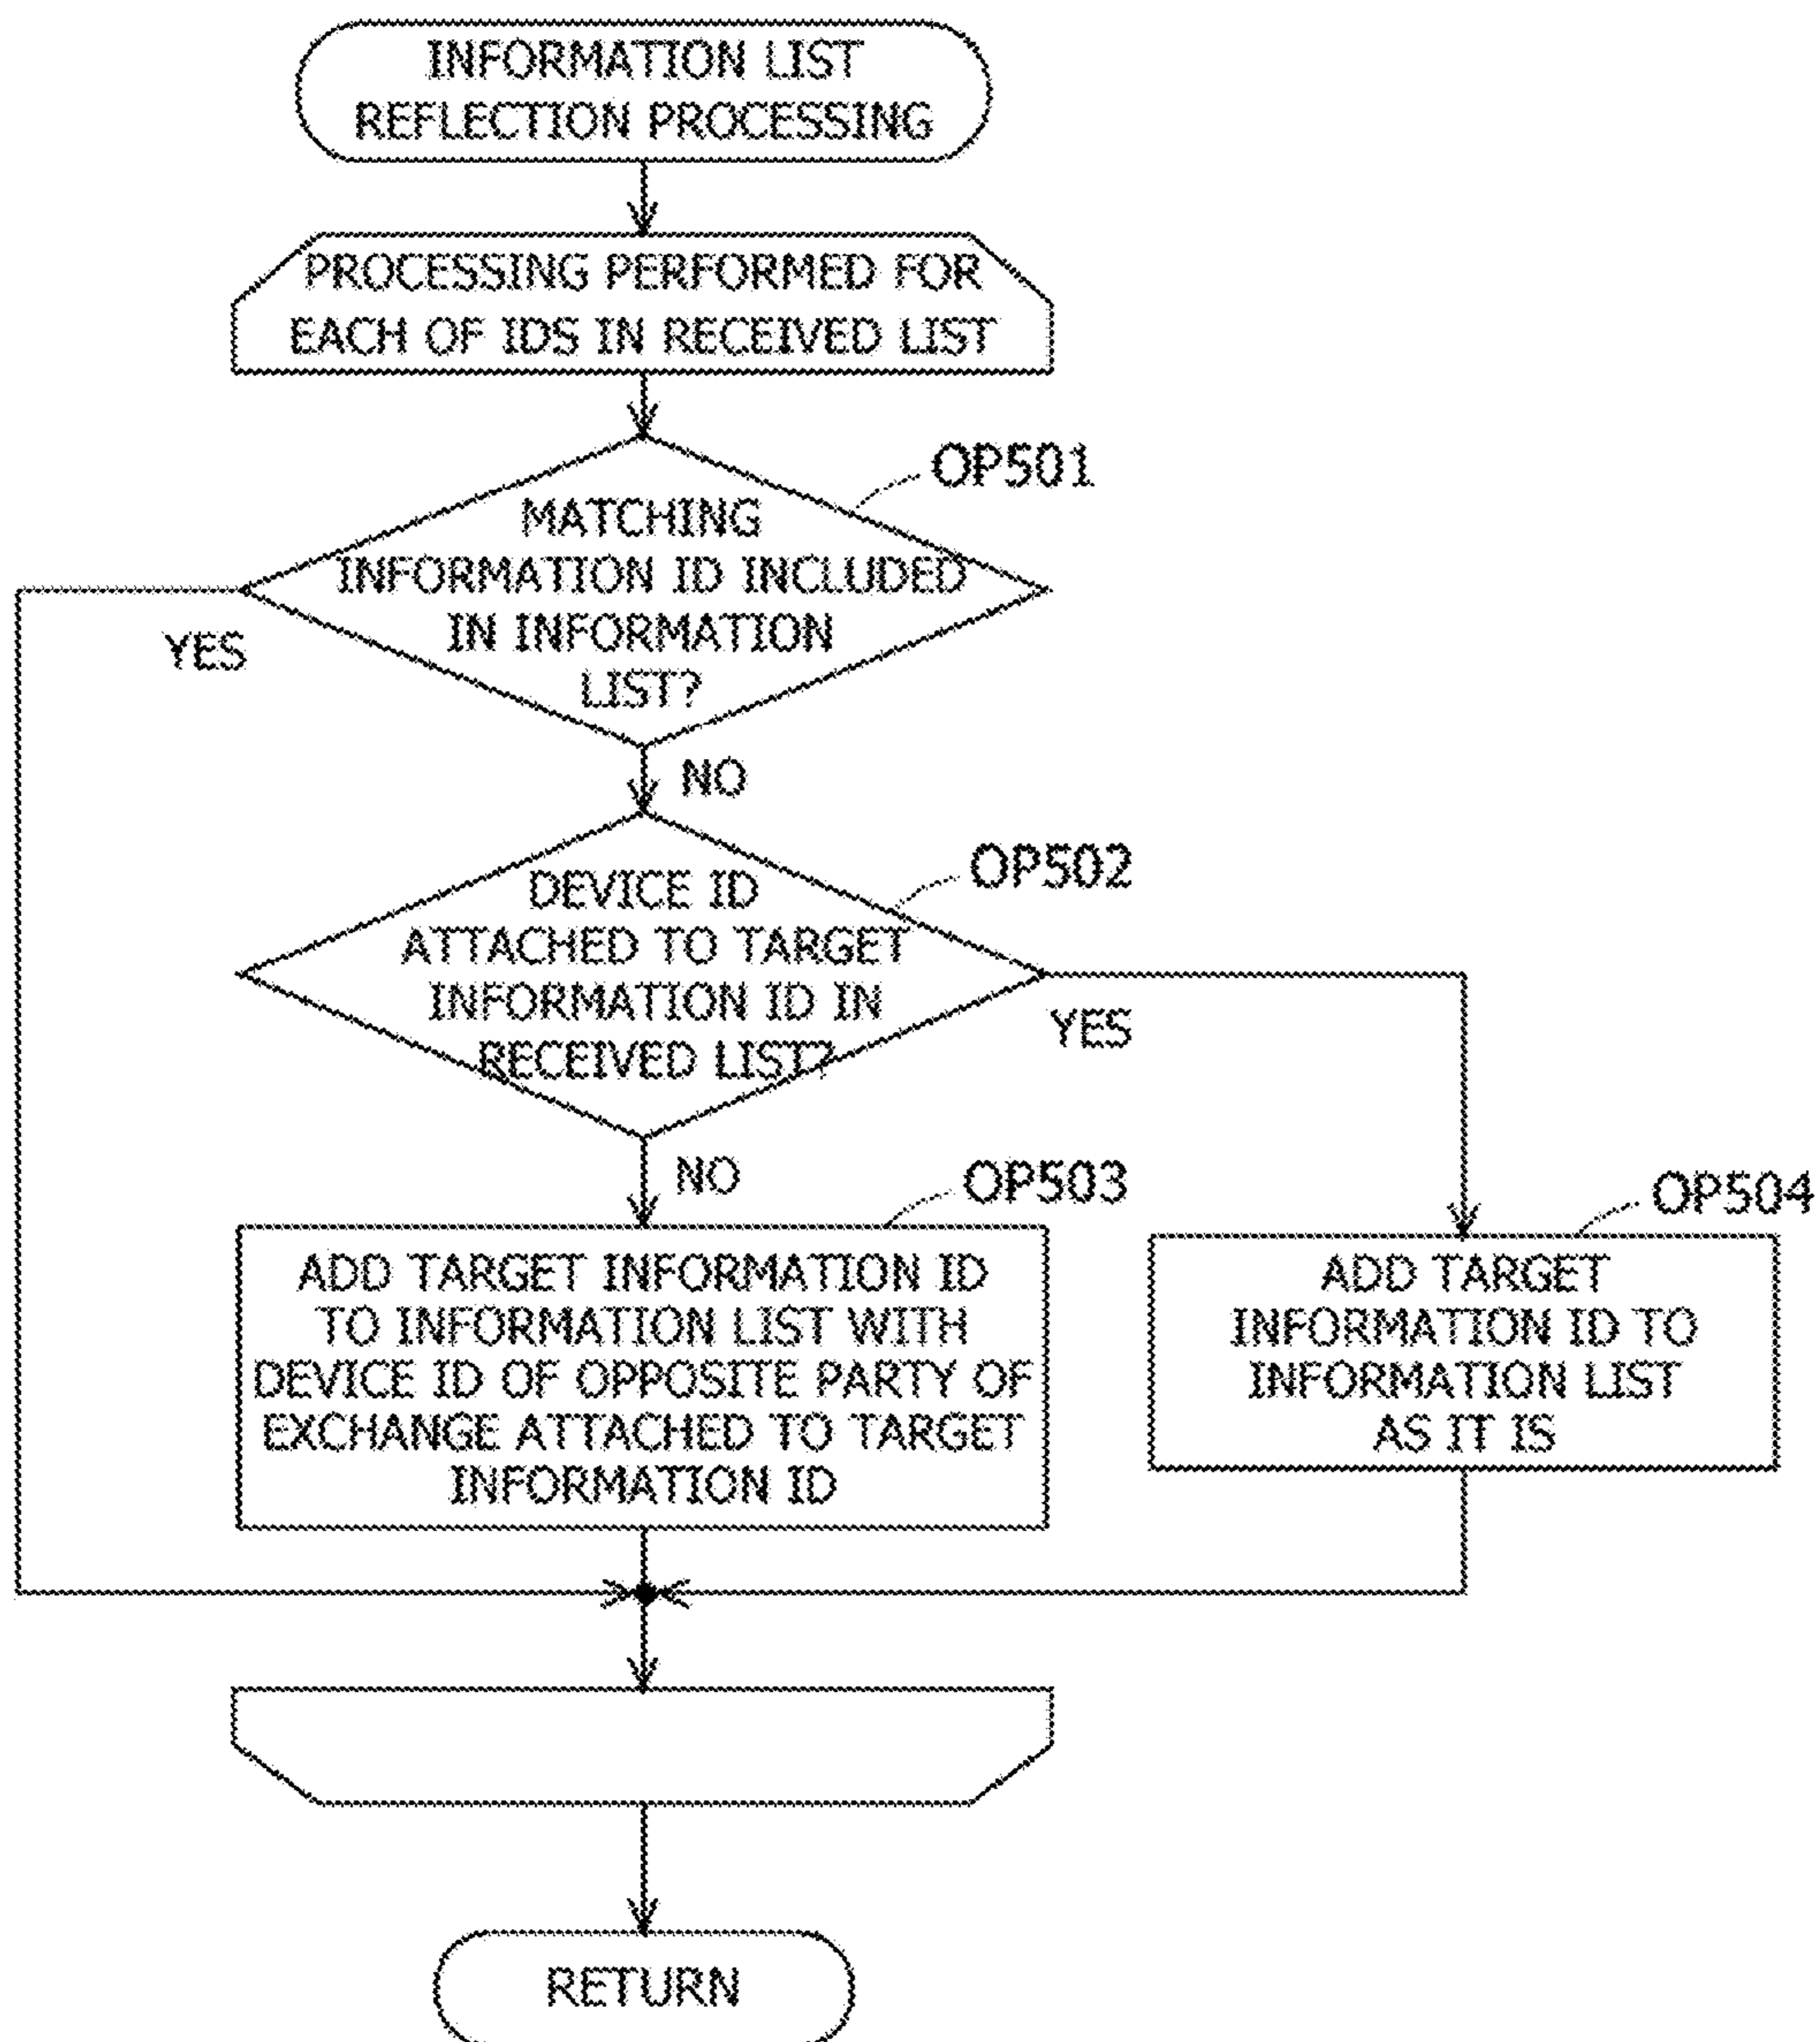 INFORMATION LIST
REFLECTION PROCESSING
PROCESSING PERFORMED FOR
EACH OF IDS IN RECEIVED LIST
OP501
MATCHING
INFORMATION ID INCLUDED
IN INFORMATION
LIST?
YES
NO
OP502
DEVICE ID
ATTACHED TO TARGET
INFORMATION ID IN
RECEIVED LIST?
YES
NO
OP503
ADD TARGET INFORMATION ID
TO INFORMATION LIST WITH
DEVICE ID OF OPPOSITE PARTY OF
EXCHANGE ATTACHED TO TARGET
INFORMATION ID
OP504
ADD TARGET
INFORMATION ID TO
INFORMATION LIST
AS IT IS
RETURN